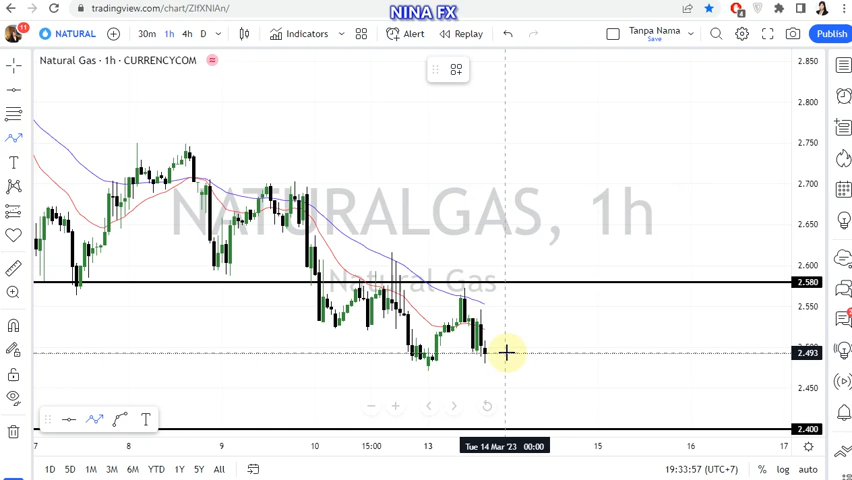 tradingview.com/chart/ZIfXNIAn/
NINA FX
11
NATURAL
30m 1h 4h D
Indicators
Alert
Replay
Tanpa Nama
Save
Publish
Natural Gas · 1h · CURRENCYCOM
NATURALGAS, 1h
Natural Gas
2.850
2.800
2.750
2.700
2.650
2.600
2.580
2.550
2.493
2.450
2.400
7 8 9 10 15:00 13 Tue 14 Mar '23 00:00 15 16 17
1D 5D 1M 3M 6M YTD 1Y 5Y All
19:33:57 (UTC+7)
% log auto